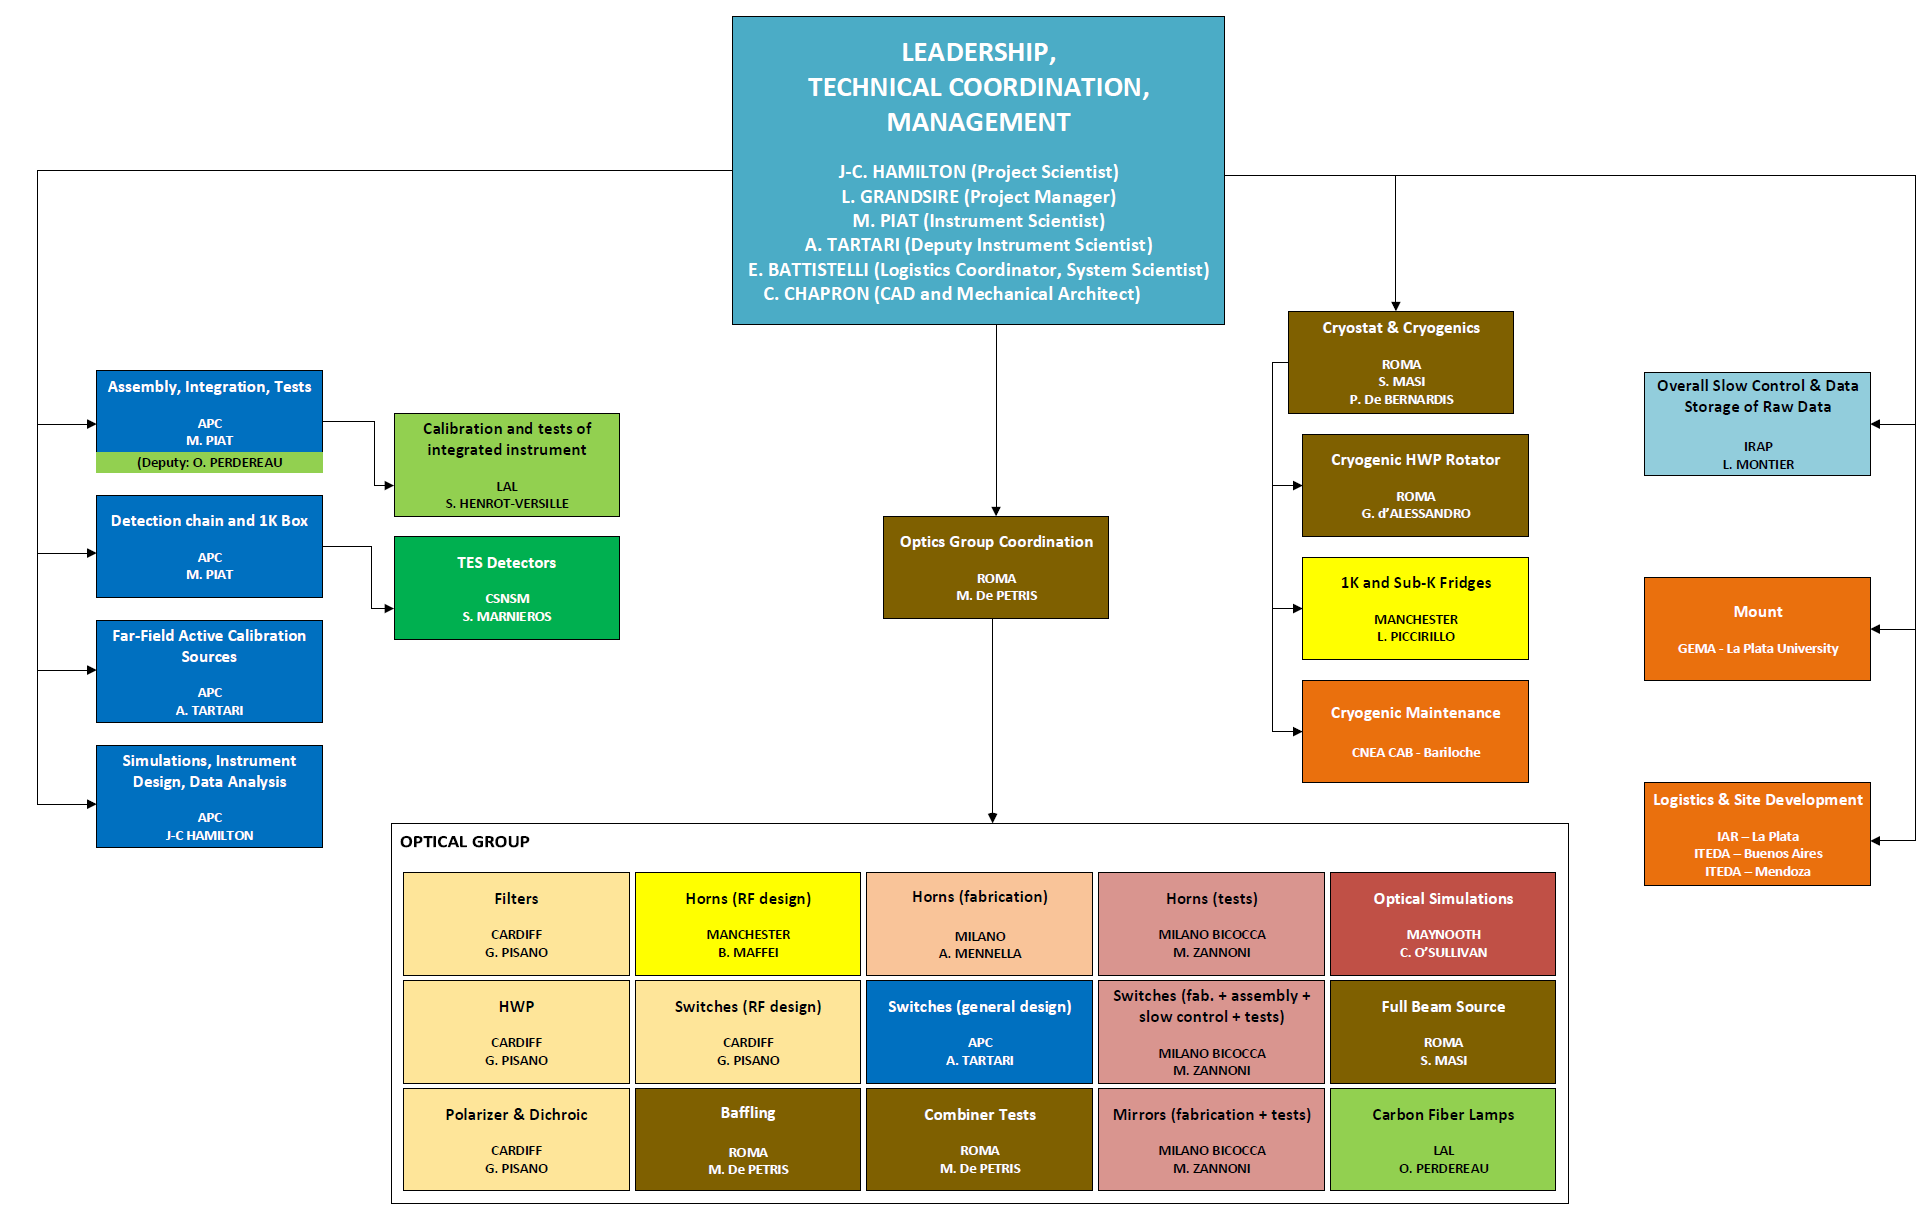 LEADERSHIP,
TECHNICAL COORDINATION,
MANAGEMENT
J-C. HAMILTON (Project Scientist)
L. GRANDSIRE (Project Manager)
M. PIAT (Instrument Scientist)
A. TARTARI (Deputy Instrument Scientist)
E. BATTISTELLI (Logistics Coordinator, System Scientist)
C. CHAPRON (CAD and Mechanical Architect)
Assembly, Integration, Tests
APC
M. PIAT
(Deputy: O. PERDEREAU
Detection chain and 1K Box
APC
M. PIAT
Far-Field Active Calibration
Sources
APC
A. TARTARI
Simulations, Instrument
Design, Data Analysis
APC
J-C HAMILTON
Calibration and tests of
integrated instrument
LAL
S. HENROT-VERSILLE
TES Detectors
CSNSM
S. MARNIEROS
Optics Group Coordination
ROMA
M. De PETRIS
Cryostat & Cryogenics
ROMA
S. MASI
P. De BERNARDIS
Cryogenic HWP Rotator
ROMA
G. d’ALESSANDRO
1K and Sub-K Fridges
MANCHESTER
L. PICCIRILLO
Cryogenic Maintenance
CNEA CAB - Bariloche
Overall Slow Control & Data
Storage of Raw Data
IRAP
L. MONTIER
Mount
GEMA - La Plata University
Logistics & Site Development
IAR – La Plata
ITEDA – Buenos Aires
ITEDA – Mendoza
OPTICAL GROUP
Filters
CARDIFF
G. PISANO
Horns (RF design)
MANCHESTER
B. MAFFEI
Horns (fabrication)
MILANO
A. MENNELLA
Horns (tests)
MILANO BICOCCA
M. ZANNONI
Optical Simulations
MAYNOOTH
C. O’SULLIVAN
HWP
CARDIFF
G. PISANO
Switches (RF design)
CARDIFF
G. PISANO
Switches (general design)
APC
A. TARTARI
Switches (fab. + assembly +
slow control + tests)
MILANO BICOCCA
M. ZANNONI
Full Beam Source
ROMA
S. MASI
Polarizer & Dichroic
CARDIFF
G. PISANO
Baffling
ROMA
M. De PETRIS
Combiner Tests
ROMA
M. De PETRIS
Mirrors (fabrication + tests)
MILANO BICOCCA
M. ZANNONI
Carbon Fiber Lamps
LAL
O. PERDEREAU